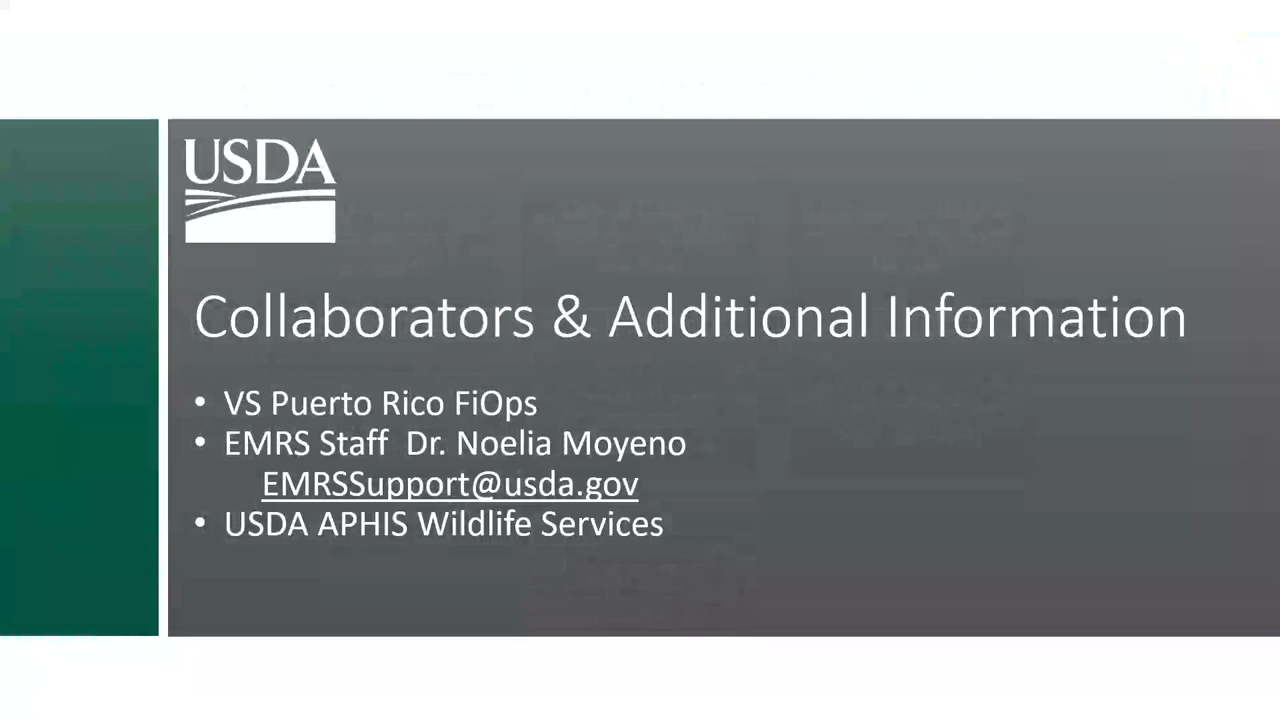 USDA
Collaborators & Additional Information
• VS Puerto Rico FiOps
• EMRS Staff  Dr. Noelia Moyeno
EMRSSupport@usda.gov
• USDA APHIS Wildlife Services